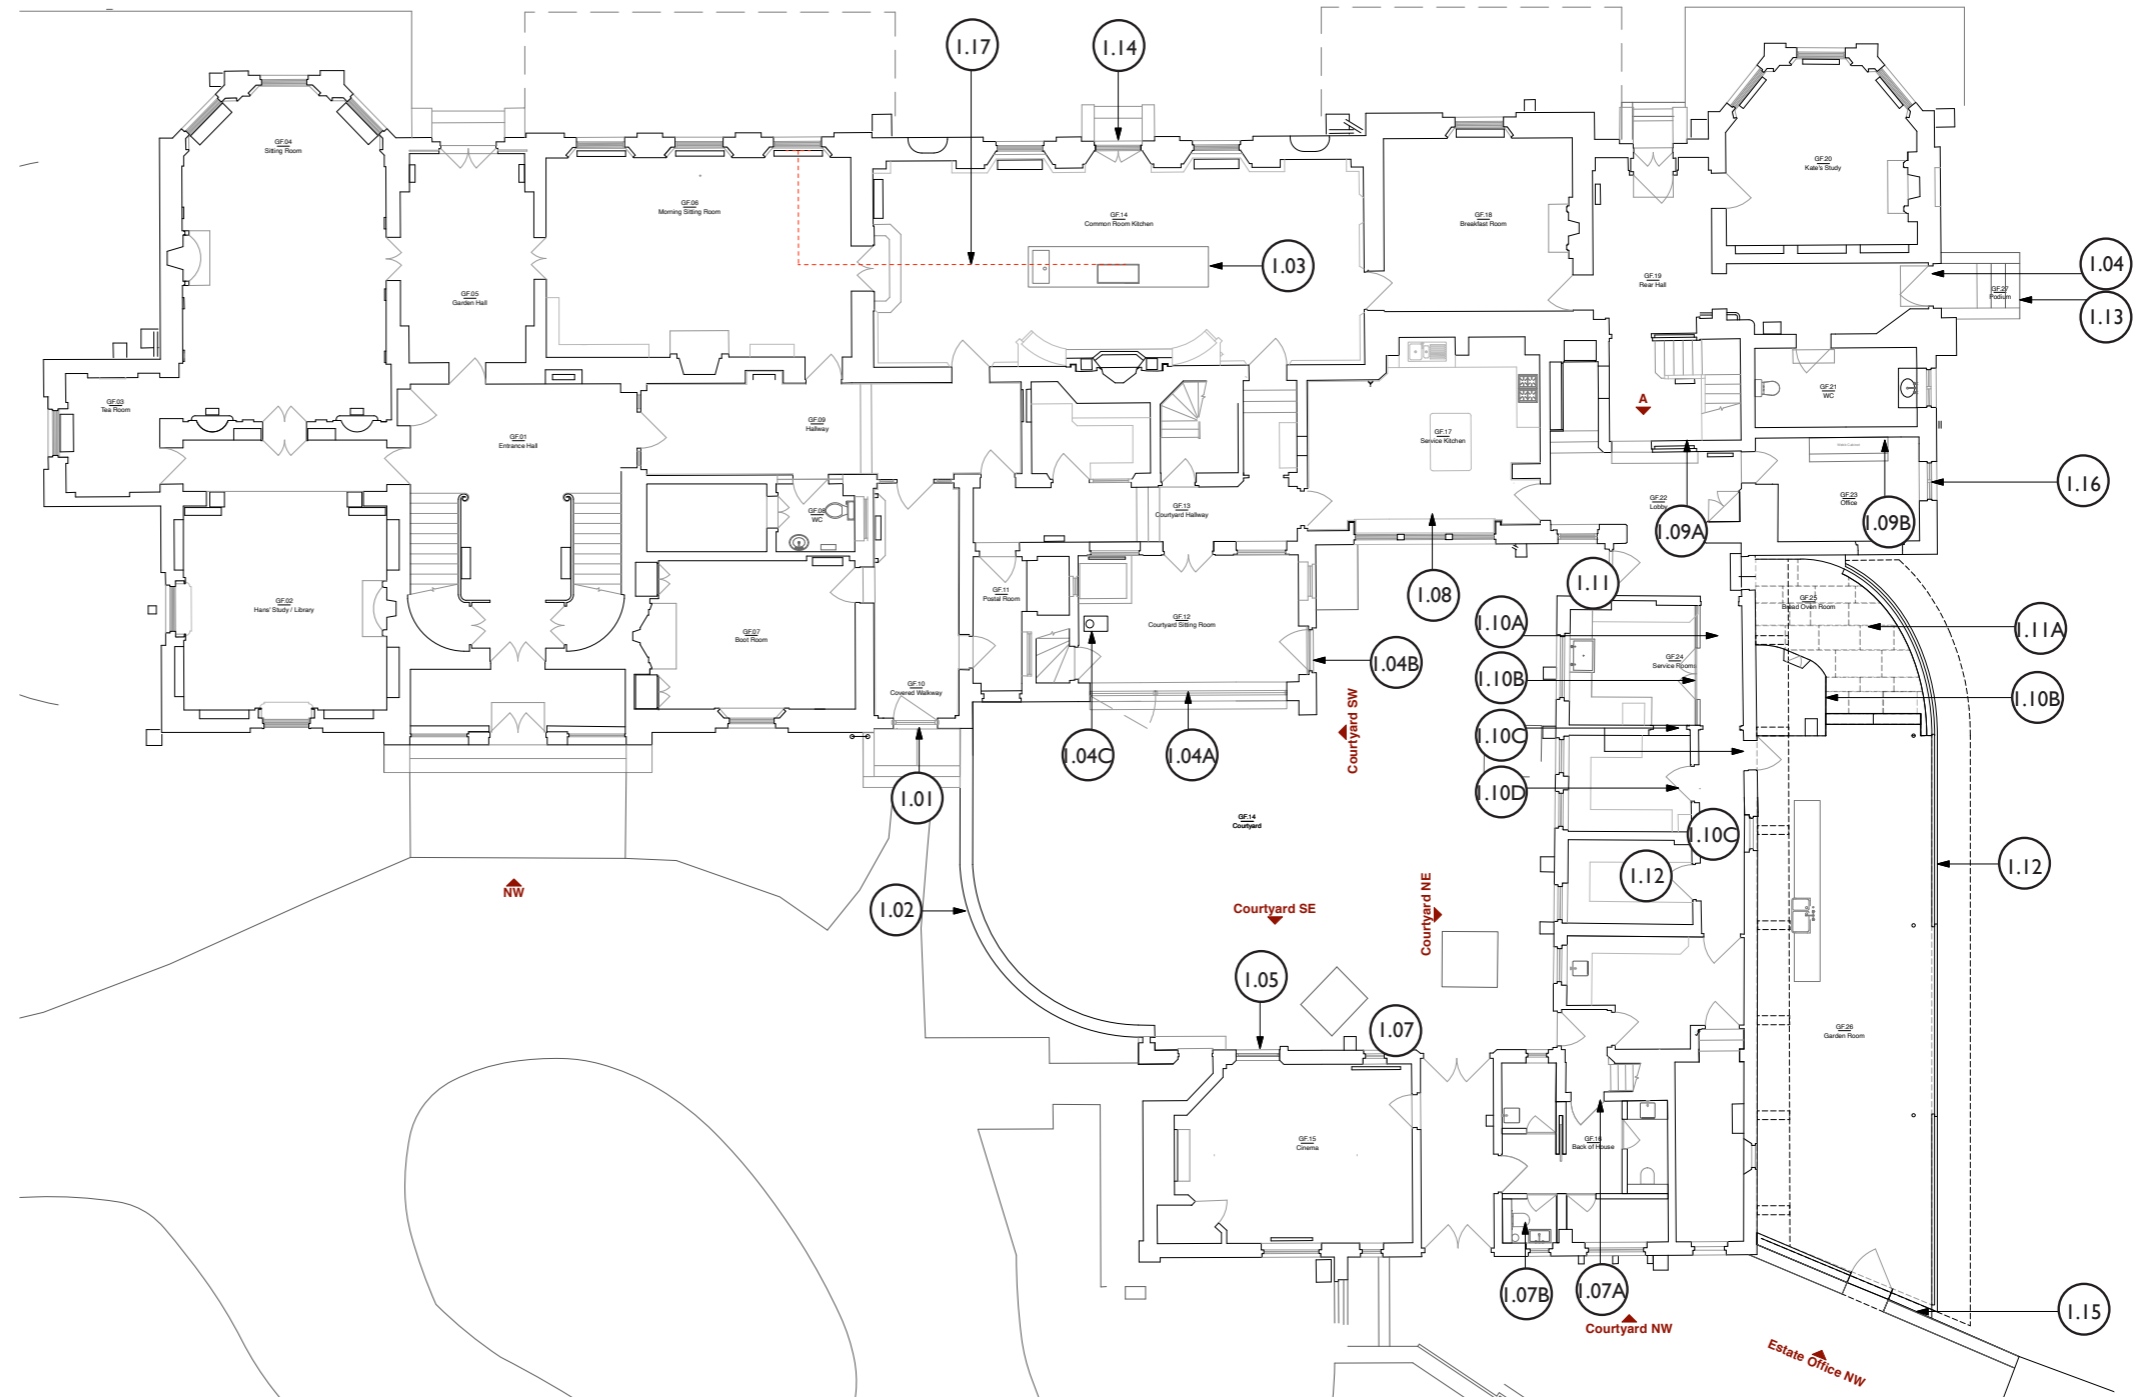 1.17
1.14
GF.04
Sitting Room
GF.20
Kate's Study
GF.06
Morning Sitting Room
GF.14
Common Room Kitchen
GF.18
Breakfast Room
1.03
1.04
GF.05
Garden Hall
GF.19
Rear Hall
GF.27
Podium
1.13
GF.03
Tea Room
GF.21
WC
A
GF.01
Entrance Hall
GF.09
Hallway
GF.17
Service Kitchen
1.16
GF.22
Lobby
GF.23
Office
GF.08
WC
GF.13
Courtyard Hallway
1.09A
1.09B
1.11
1.08
GF.02
Hans' Study / Library
GF.11
Postal Room
GF.25
Bread Oven Room
GF.12
Courtyard Sitting Room
1.10A
1.11A
GF.07
Boot Room
1.04B
GF.24
Service Rooms
1.10B
1.10B
GF.10
Covered Walkway
Courtyard SW
1.04C
1.04A
1.10C
1.10D
1.01
GF.14
Courtyard
1.10C
1.12
1.12
NW
1.02
Courtyard SE
Courtyard NE
1.05
1.07
GF.26
Garden Room
GF.15
Cinema
GF.16
Back of House
1.07B
1.07A
1.15
Courtyard NW
Estate Office NW